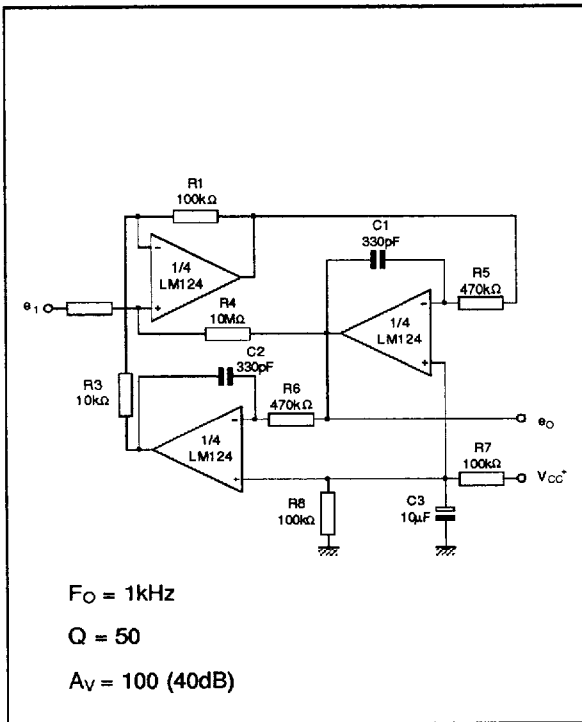 R1
100kΩ
C1
330pF
−
1/4
LM124
+
R5
470kΩ
e1
R4
10MΩ
−
1/4
LM124
+
C2
330pF
R3
10kΩ
R6
470kΩ
−
1/4
LM124
+
eO
R7
100kΩ
VCC+
R8
100kΩ
C3
10µF
FO = 1kHz
Q = 50
AV = 100 (40dB)